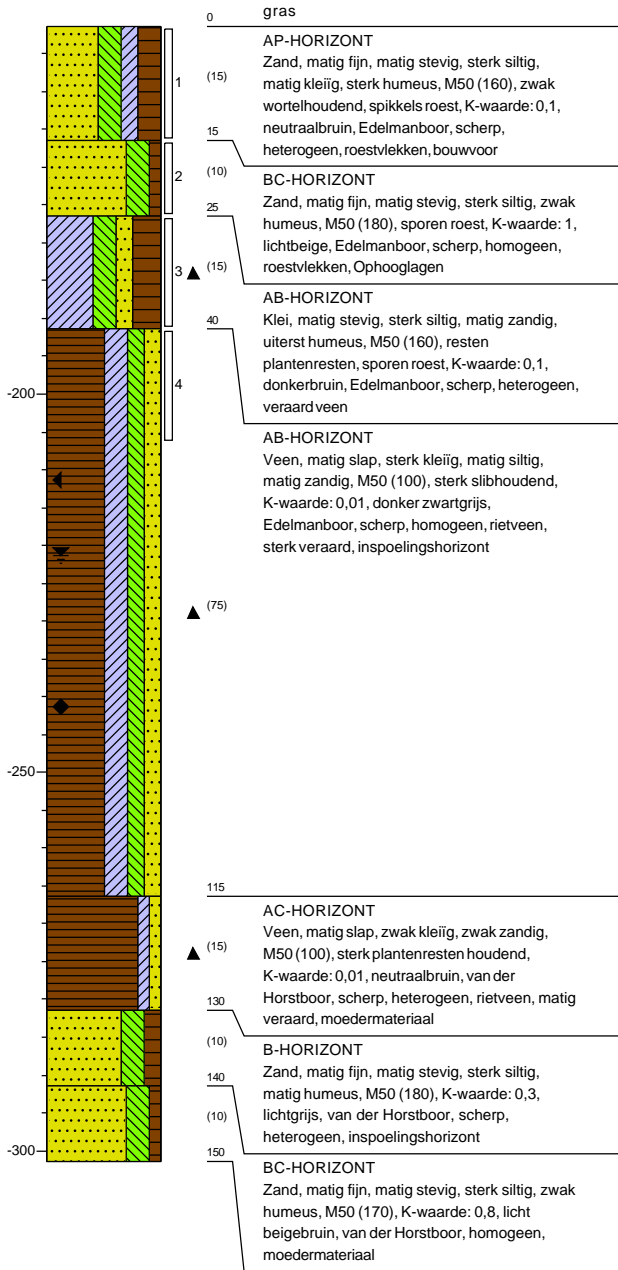 gras
0
AP-HORIZONT
Zand, matig fijn, matig stevig, sterk siltig,
matig kleiïg, sterk humeus, M50 (160), zwak
wortelhoudend, spikkels roest, K-waarde: 0,1,
neutraalbruin, Edelmanboor, scherp,
heterogeen, roestvlekken, bouwvoor
1
(15)
15
BC-HORIZONT
Zand, matig fijn, matig stevig, sterk siltig, zwak
humeus, M50 (180), sporen roest, K-waarde: 1,
lichtbeige, Edelmanboor, scherp, homogeen,
roestvlekken, Ophooglagen
2
(10)
25
AB-HORIZONT
Klei, matig stevig, sterk siltig, matig zandig,
uiterst humeus, M50 (160), resten
plantenresten, sporen roest, K-waarde: 0,1,
donkerbruin, Edelmanboor, scherp, heterogeen,
veraard veen
3
(15)
40
AB-HORIZONT
Veen, matig slap, sterk kleiïg, matig siltig,
matig zandig, M50 (100), sterk slibhoudend,
K-waarde: 0,01, donker zwartgrijs,
Edelmanboor, scherp, homogeen, rietveen,
sterk veraard, inspoelingshorizont
4
-200
(75)
-250
115
AC-HORIZONT
Veen, matig slap, zwak kleiïg, zwak zandig,
M50 (100), sterk plantenresten houdend,
K-waarde: 0,01, neutraalbruin, van der
Horstboor, scherp, heterogeen, rietveen, matig
veraard, moedermateriaal
(15)
130
B-HORIZONT
Zand, matig fijn, matig stevig, sterk siltig,
matig humeus, M50 (180), K-waarde: 0,3,
lichtgrijs, van der Horstboor, scherp,
heterogeen, inspoelingshorizont
(10)
140
BC-HORIZONT
Zand, matig fijn, matig stevig, sterk siltig, zwak
humeus, M50 (170), K-waarde: 0,8, licht
beigebruin, van der Horstboor, homogeen,
moedermateriaal
(10)
-300
150